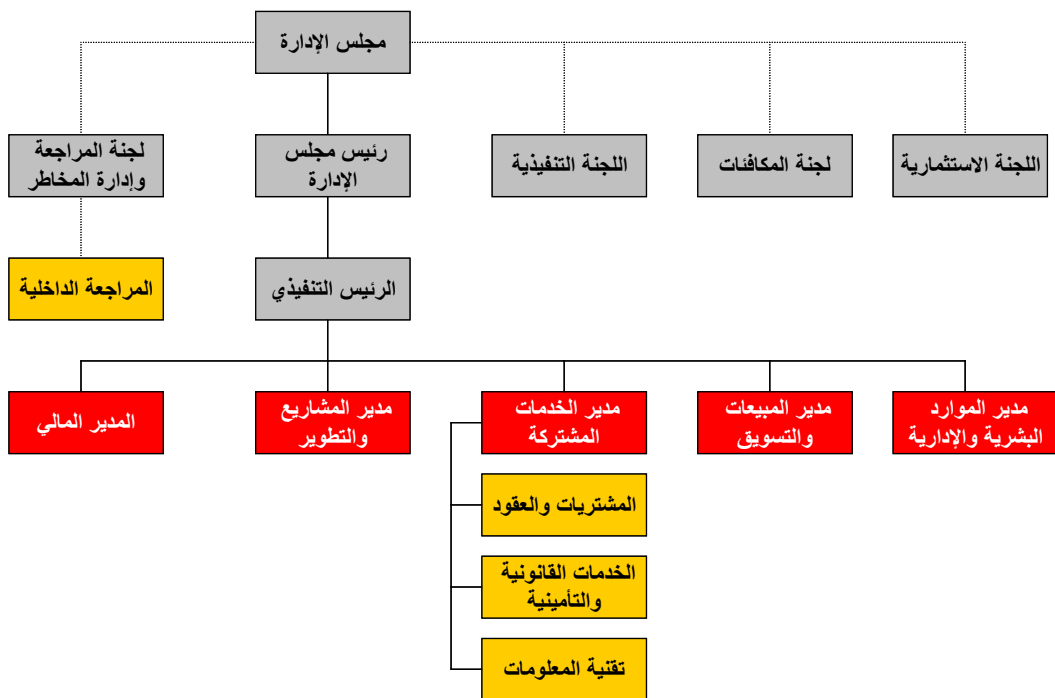 مجلس الإدارة
اللجنة الاستثمارية
لجنة المكافئات
اللجنة التنفيذية
رئيس مجلس
الإدارة
لجنة المراجعة
وإدارة المخاطر
الرئيس التنفيذي
المراجعة الداخلية
مدير الموارد
البشرية والإدارية
مدير المبيعات
والتسويق
مدير الخدمات
المشتركة
مدير المشاريع
والتطوير
المدير المالي
المشتريات والعقود
الخدمات القانونية
والتأمينية
تقنية المعلومات